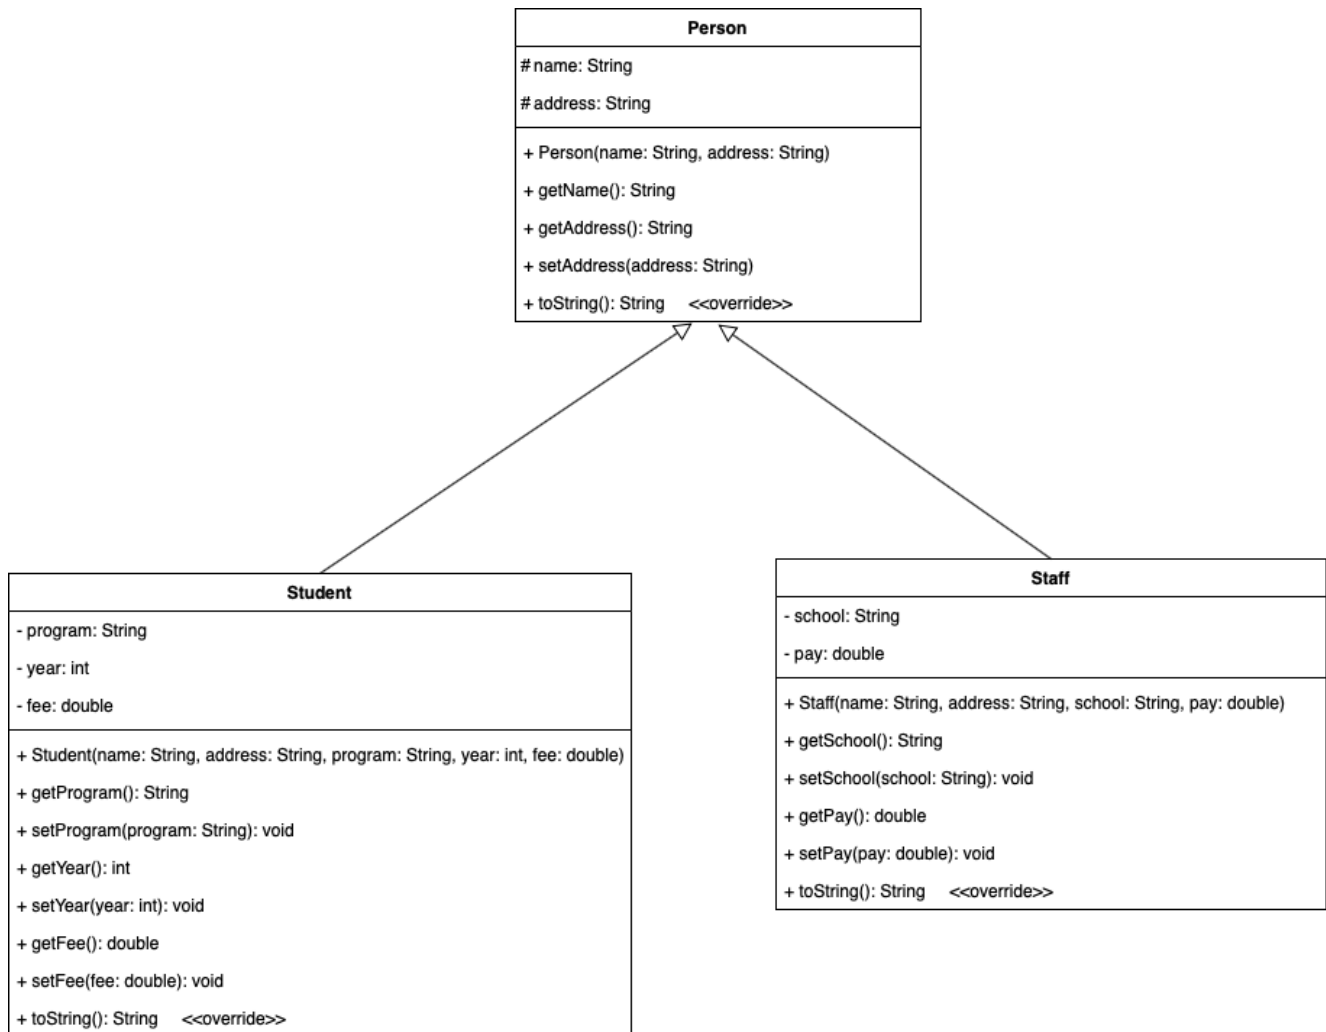 Person
# name: String
# address: String
+ Person(name: String, address: String)
+ getName(): String
+ getAddress(): String
+ setAddress(address: String)
+ toString(): String <<override>>
Student
- program: String
- year: int
- fee: double
+ Student(name: String, address: String, program: String, year: int, fee: double)
+ getProgram(): String
+ setProgram(program: String): void
+ getYear(): int
+ setYear(year: int): void
+ getFee(): double
+ setFee(fee: double): void
+ toString(): String <<override>>
Staff
- school: String
- pay: double
+ Staff(name: String, address: String, school: String, pay: double)
+ getSchool(): String
+ setSchool(school: String): void
+ getPay(): double
+ setPay(pay: double): void
+ toString(): String <<override>>